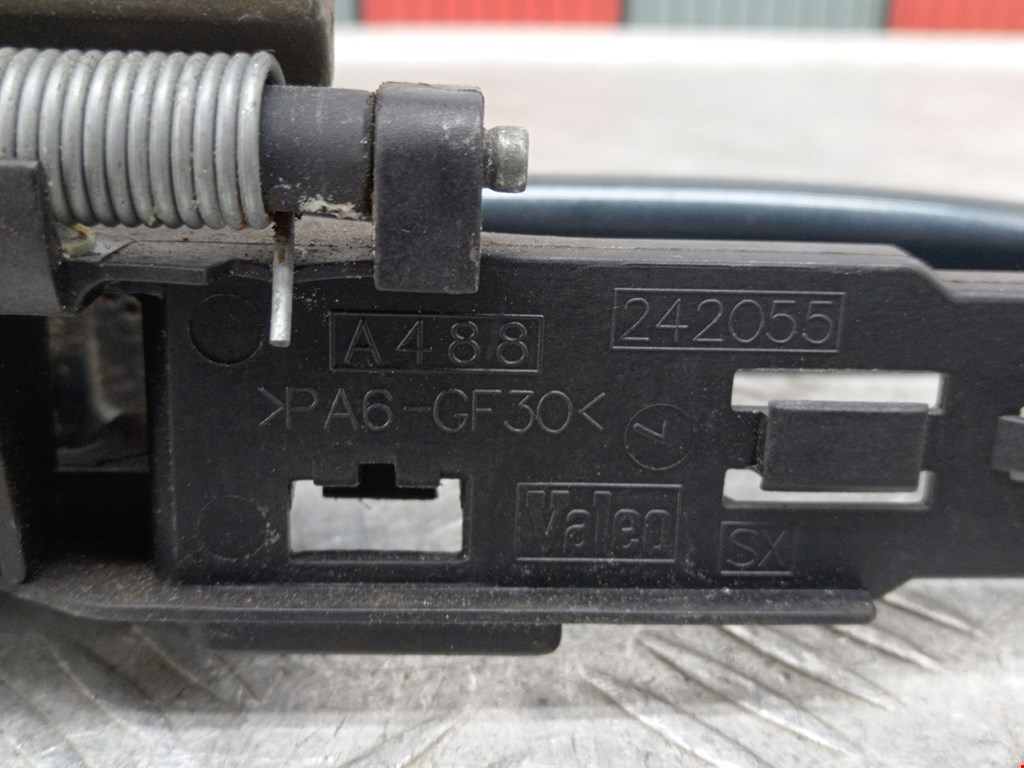 242055
A488
>PA6-GF30<
Valeo
SX